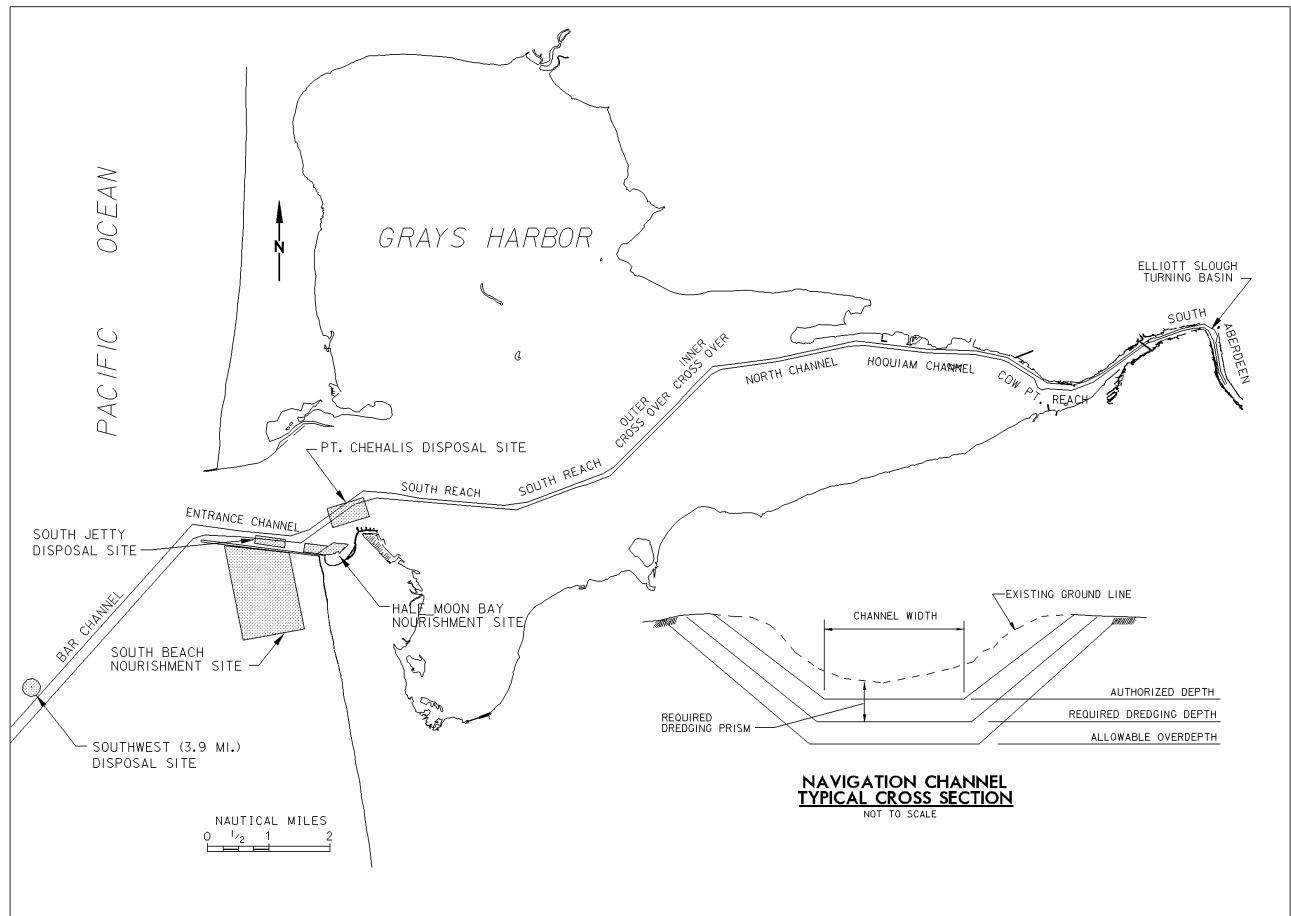 PACIFIC OCEAN
N
GRAYS HARBOR
ELLIOTT SLOUGH
TURNING BASIN
SOUTH
ABERDEEN
INNER
CROSS OVER
OUTER
CROSS OVER
NORTH CHANNEL
HOQUIAM CHANNEL
COW PT.
REACH
PT. CHEHALIS DISPOSAL SITE
SOUTH REACH
SOUTH REACH
ENTRANCE CHANNEL
SOUTH JETTY
DISPOSAL SITE
BAR CHANNEL
HALF MOON BAY
NOURISHMENT SITE
SOUTH BEACH
NOURISHMENT SITE
SOUTHWEST (3.9 MI.)
DISPOSAL SITE
NAUTICAL MILES
0 1/2 1 2
EXISTING GROUND LINE
CHANNEL WIDTH
REQUIRED
DREDGING PRISM
AUTHORIZED DEPTH
REQUIRED DREDGING DEPTH
ALLOWABLE OVERDEPTH
NAVIGATION CHANNEL
TYPICAL CROSS SECTION
NOT TO SCALE